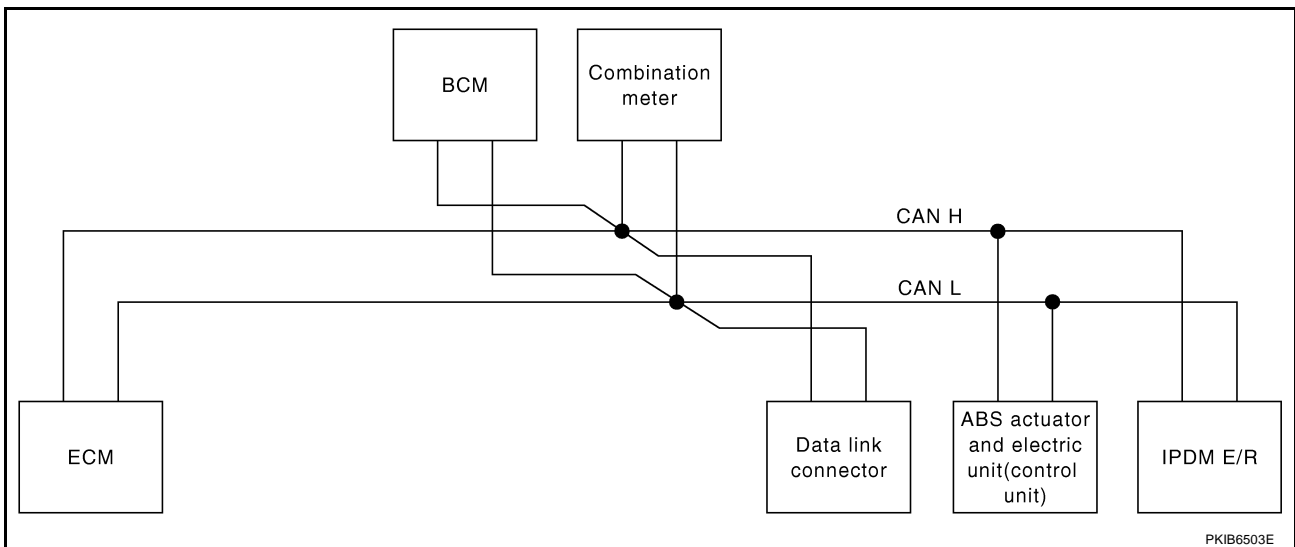 BCM
Combination
meter
CAN H
CAN L
ECM
Data link
connector
ABS actuator
and electric
unit(control
unit)
IPDM E/R
PKIB6503E